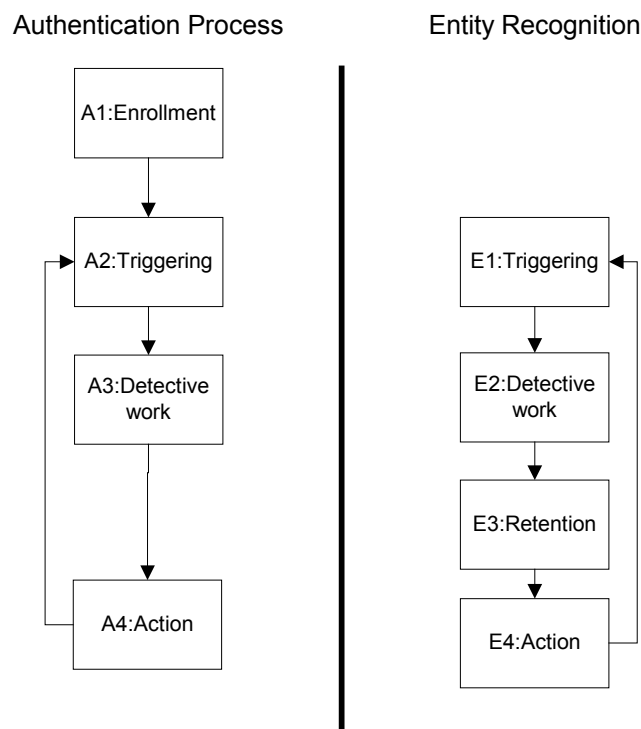 Authentication Process
Entity Recognition
A1:Enrollment
A2:Triggering
A3:Detective
work
A4:Action
E1:Triggering
E2:Detective
work
E3:Retention
E4:Action